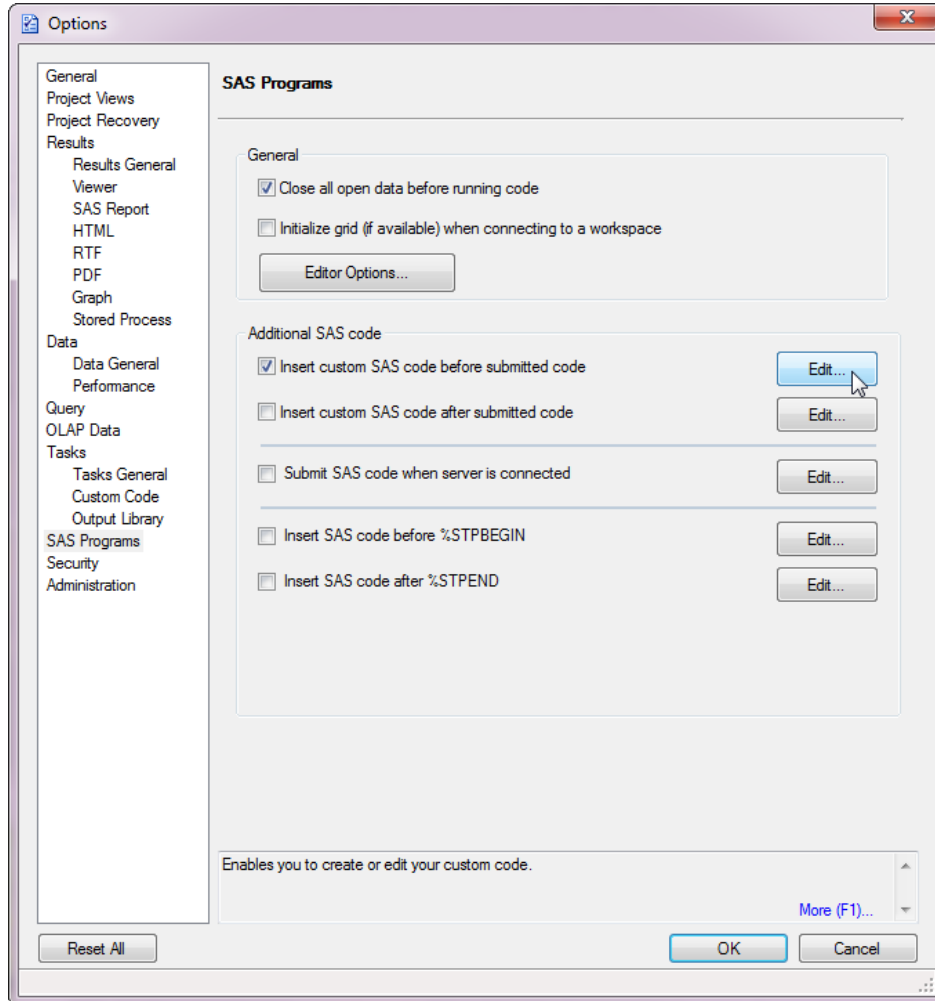 Options
General
Project Views
Project Recovery
Results
Results General
Viewer
SAS Report
HTML
RTF
PDF
Graph
Stored Process
Data
Data General
Performance
Query
OLAP Data
Tasks
Tasks General
Custom Code
Output Library
SAS Programs
Security
Administration
SAS Programs
General
Close all open data before running code
Initialize grid (if available) when connecting to a workspace
Editor Options...
Additional SAS code
Insert custom SAS code before submitted code Edit...
Insert custom SAS code after submitted code Edit...
Submit SAS code when server is connected Edit...
Insert SAS code before %STPBEGIN Edit...
Insert SAS code after %STPEND Edit...
Enables you to create or edit your custom code.
More (F1)...
Reset All OK Cancel